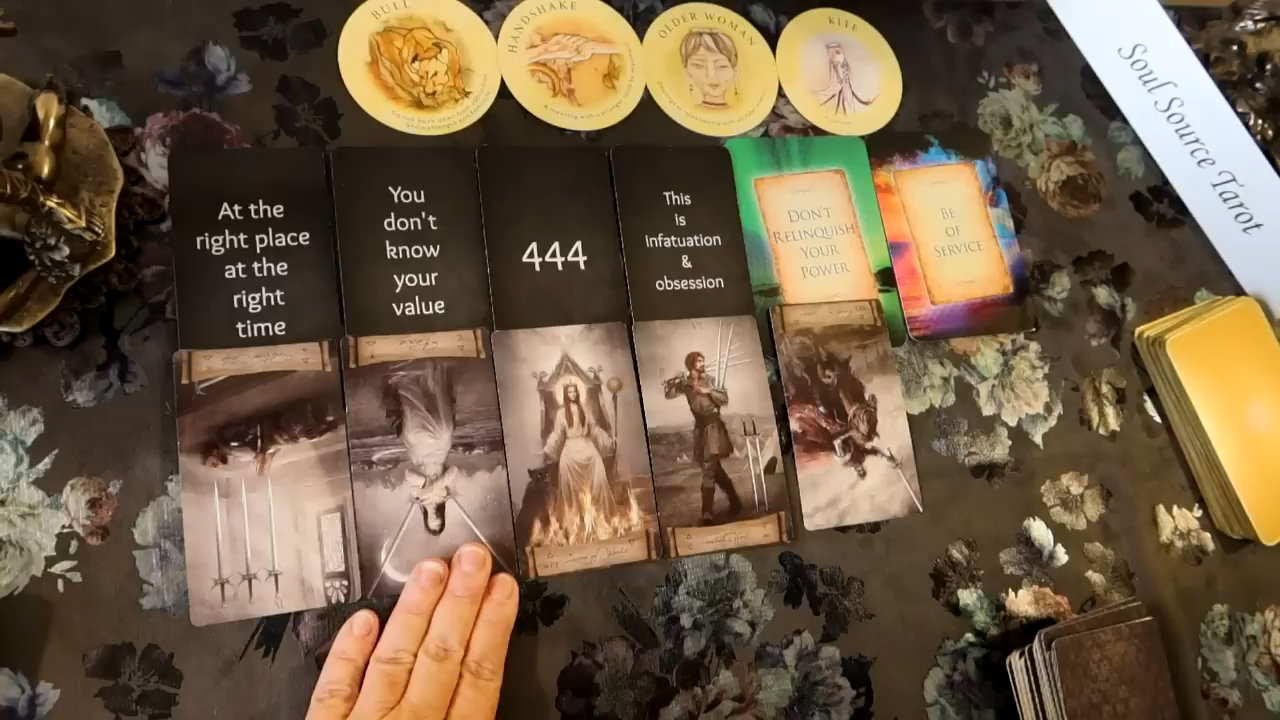 BULL
HANDSHAKE
OLDER WOMAN
KITE
Soul Source Tarot
At the
right place
at the
right
time
You
don't
know
your
value
444
This
is
infatuation
&
obsession
DON'T
RELINQUISH
YOUR
POWER
BE
OF
SERVICE
VII